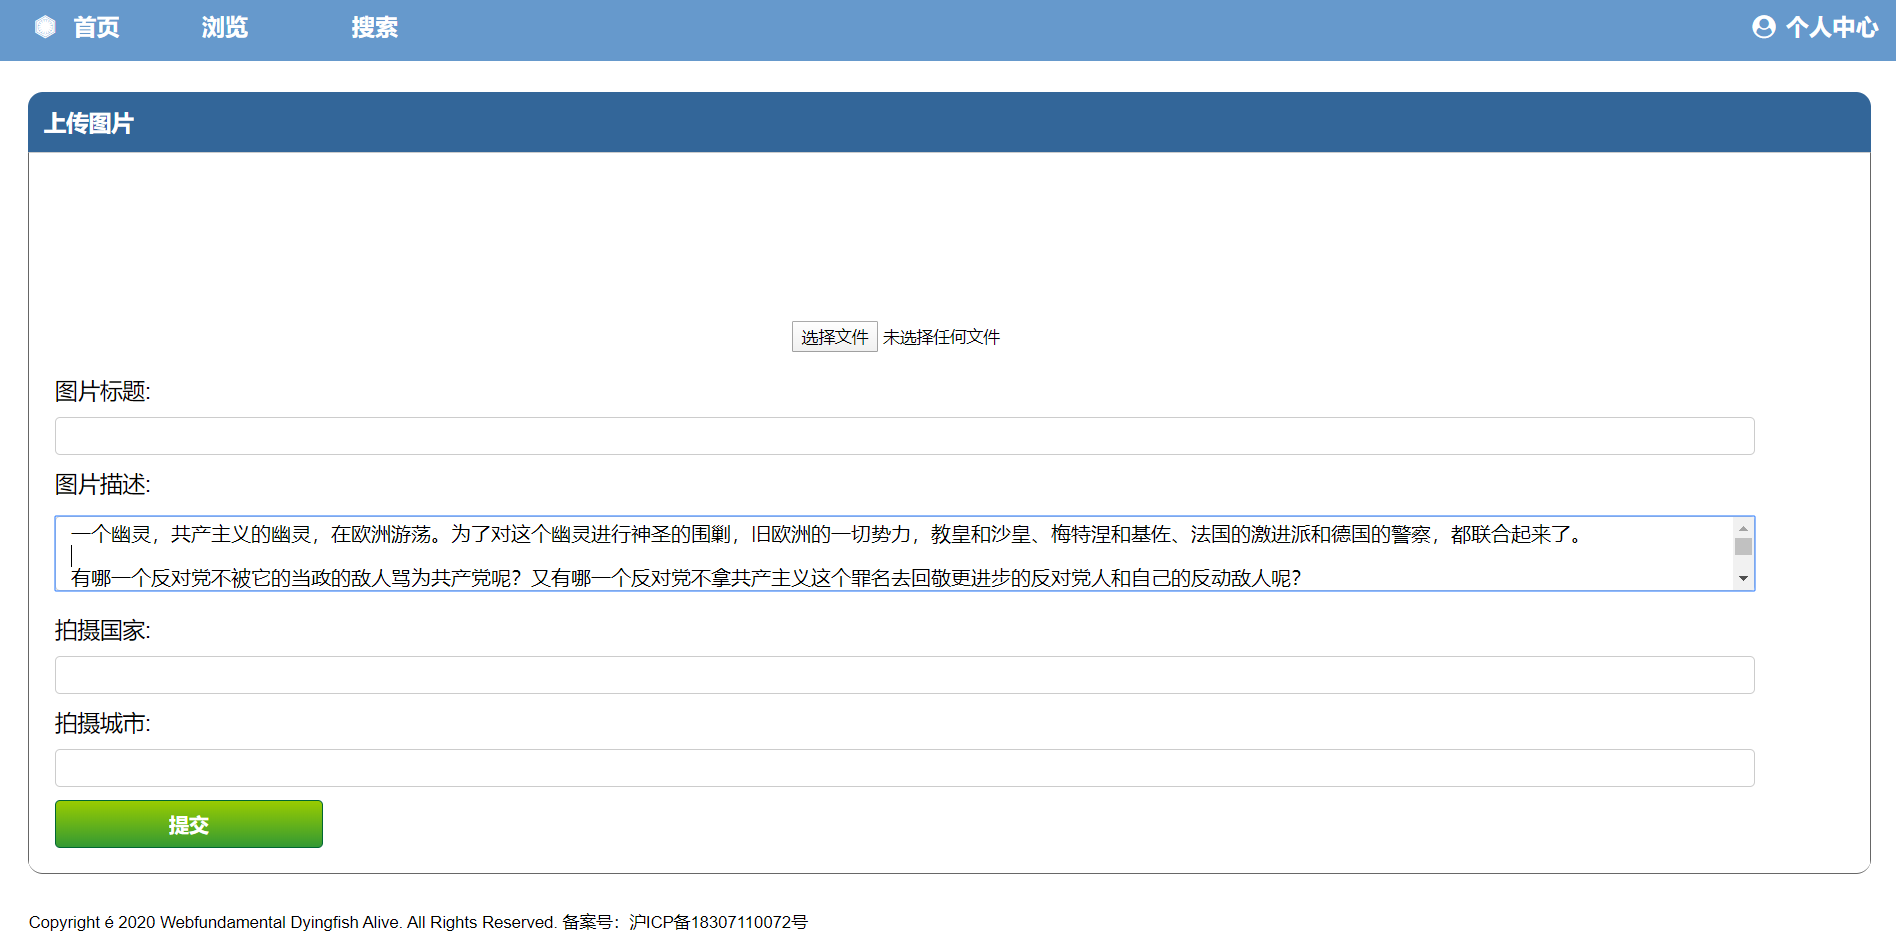 首页 浏览 搜索 个人中心
上传图片
选择文件 未选择任何文件
图片标题:
图片描述:
一个幽灵，共产主义的幽灵，在欧洲游荡。为了对这个幽灵进行神圣的围剿，旧欧洲的一切势力，教皇和沙皇、梅特涅和基佐、法国的激进派和德国的警察，都联合起来了。
有哪一个反对党不被它的当政的敌人骂为共产党呢？又有哪一个反对党不拿共产主义这个罪名去回敬更进步的反对党人和自己的反动敌人呢？
拍摄国家:
拍摄城市:
提交
Copyright é 2020 Webfundamental Dyingfish Alive. All Rights Reserved. 备案号：沪ICP备18307110072号